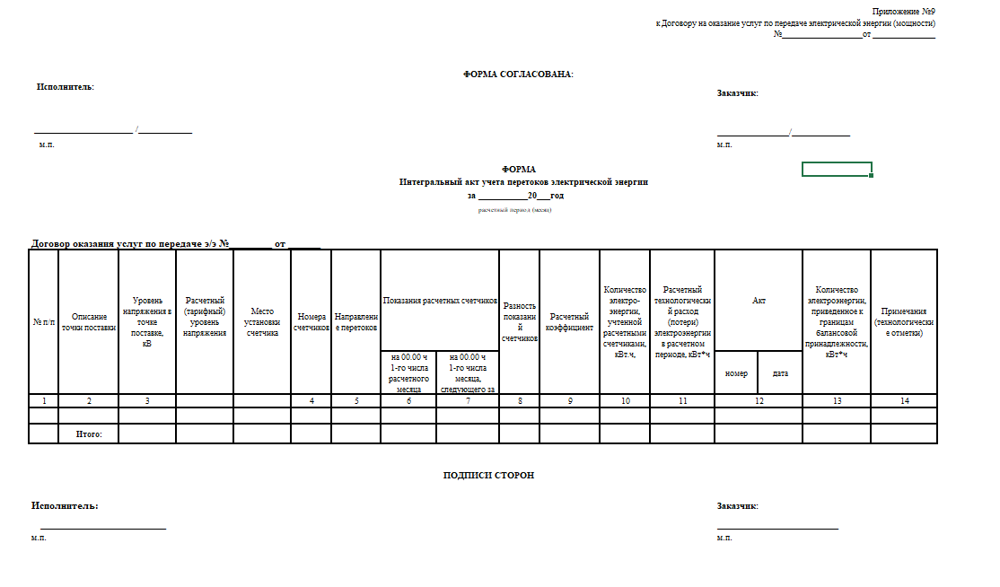 Приложение №9
к Договору на оказание услуг по передаче электрической энергии (мощности)
№__________________от ______________
ФОРМА СОГЛАСОВАНА:
Исполнитель:
Заказчик:
______________________ /____________
________________/_____________
м.п.
м.п.
ФОРМА
Интегральный акт учета перетоков электрической энергии
за ___________20___год
расчетный период (месяц)
Договор оказания услуг по передаче э/э №________ от ______
№ п/п
Описание
точки поставки
Уровень
напряжения в
точке
поставке,
кВ
Расчетный
(тарифный)
уровень
напряжения
Место
установки
счетчика
Номера
счетчиков
Направлени
е перетоков
Показания расчетных счетчиков
на 00.00 ч
1-го числа
расчетного
месяца
на 00.00 ч
1-го числа
месяца,
следующего за
Разность
показани
й
счетчиков
Расчетный
коэффициент
Количество
электро-
энергии,
учтенной
расчетными
счетчиками,
кВт.ч,
Расчетный
технологически
й расход
(потери)
электроэнергии
в расчетном
периоде, кВт*ч
Акт
номер
дата
Количество
электроэнергии,
приведенное к
границам
балансовой
принадлежности,
кВт*ч
Примечания
(технологически
е отметки)
1 2 3 4 5 6 7 8 9 10 11 12 13 14
Итого:
ПОДПИСИ СТОРОН
Исполнитель:
Заказчик:
____________________________
___________________________
м.п.
м.п.